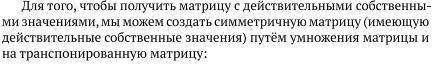 Для того, чтобы получить матрицу с действительными собственны-
ми значениями, мы можем создать симметричную матрицу (имеющую
действительные собственные значения) путём умножения матрицы и
на транспонированную матрицу: